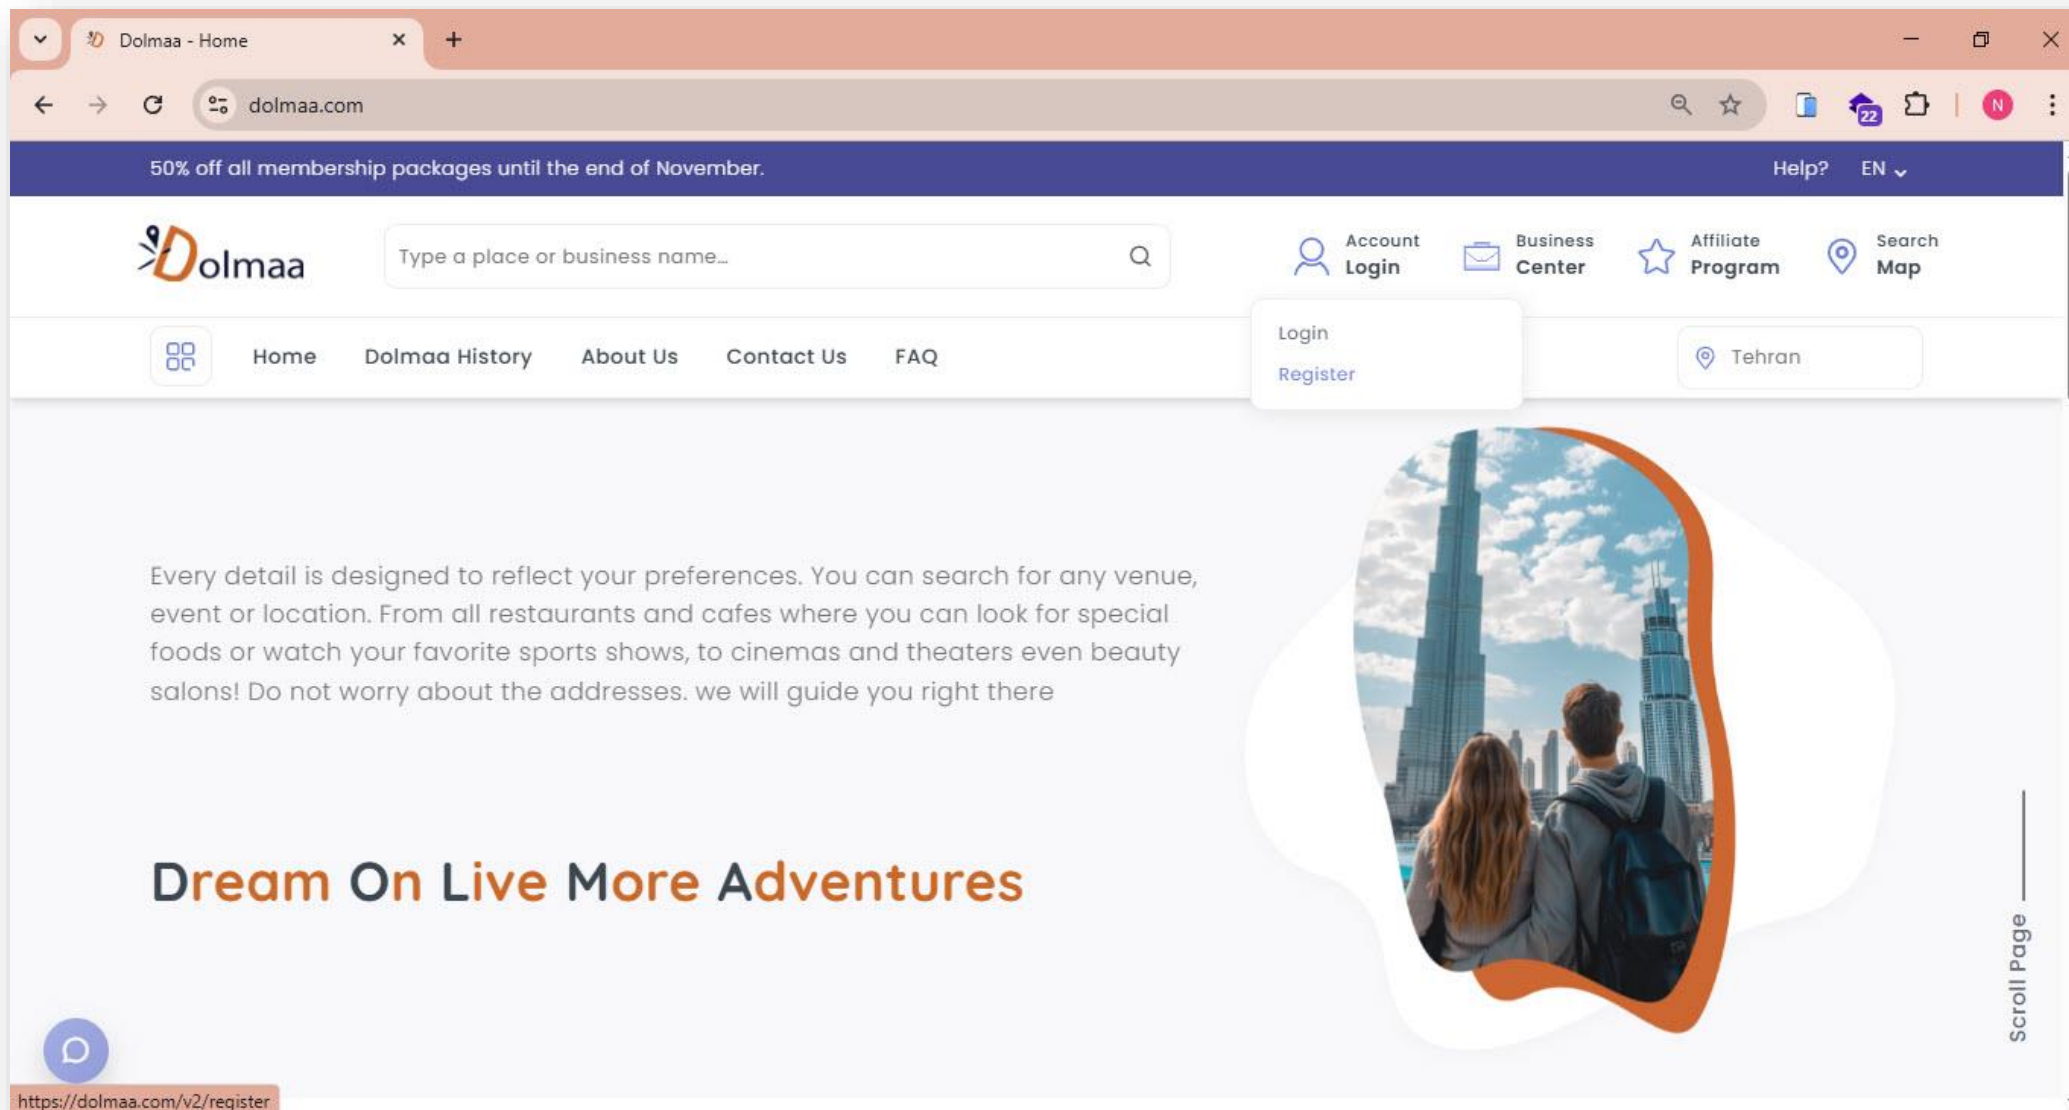 Dolmaa - Home
dolmaa.com
22
N
50% off all membership packages until the end of November.
Help? EN
Dolmaa
Type a place or business name...
Account
Login
Business
Center
Affiliate
Program
Search
Map
Login
Register
Home Dolmaa History About Us Contact Us FAQ
Tehran
Every detail is designed to reflect your preferences. You can search for any venue,
event or location. From all restaurants and cafes where you can look for special
foods or watch your favorite sports shows, to cinemas and theaters even beauty
salons! Do not worry about the addresses. we will guide you right there
Dream On Live More Adventures
Scroll Page
https://dolmaa.com/v2/register